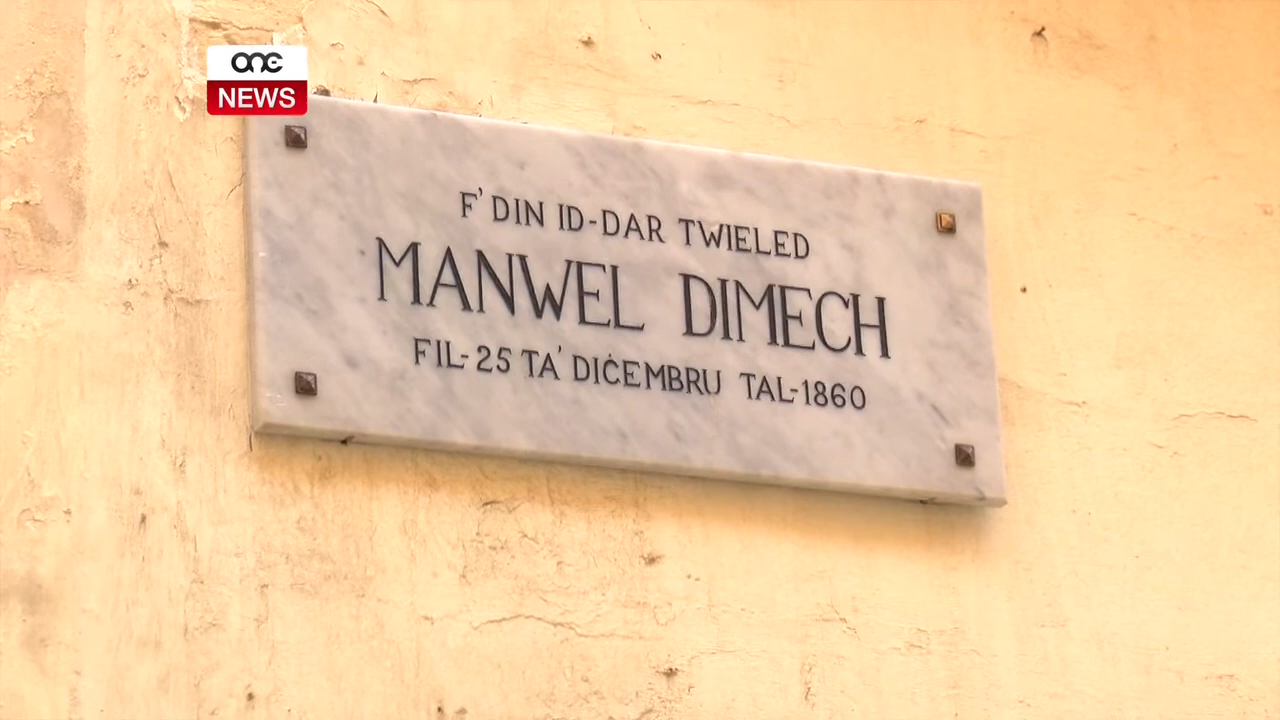 one
NEWS
F' DIN ID-DAR TWIELED
MANWEL DIMECH
FIL-25 TA' DIĊEMBRU TAL-1860